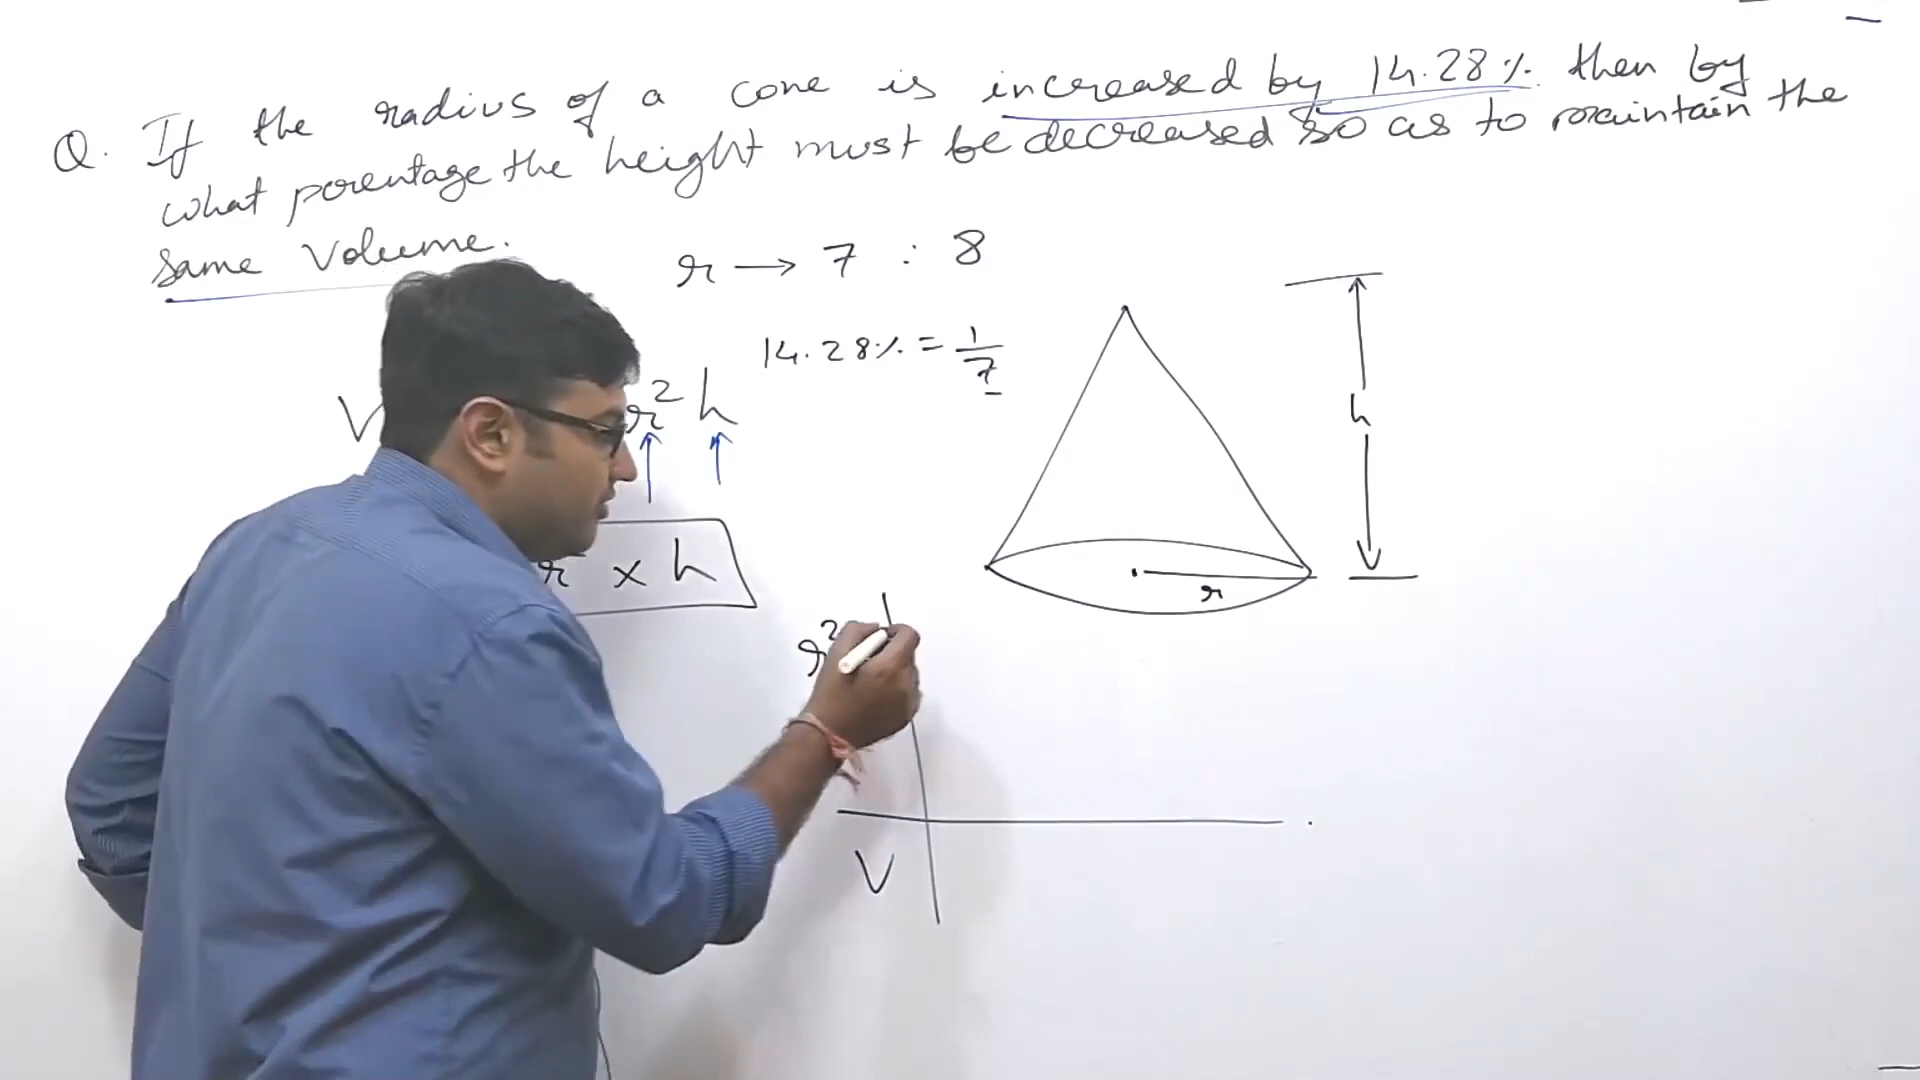 Q. If the radius of a cone is increased by 14.28% then by
what porentage the height must be decreased so as to maintain the
same Volume.
r → 7 : 8
14.28% = 1/7
V r² h
r x h
h
r
r²
V